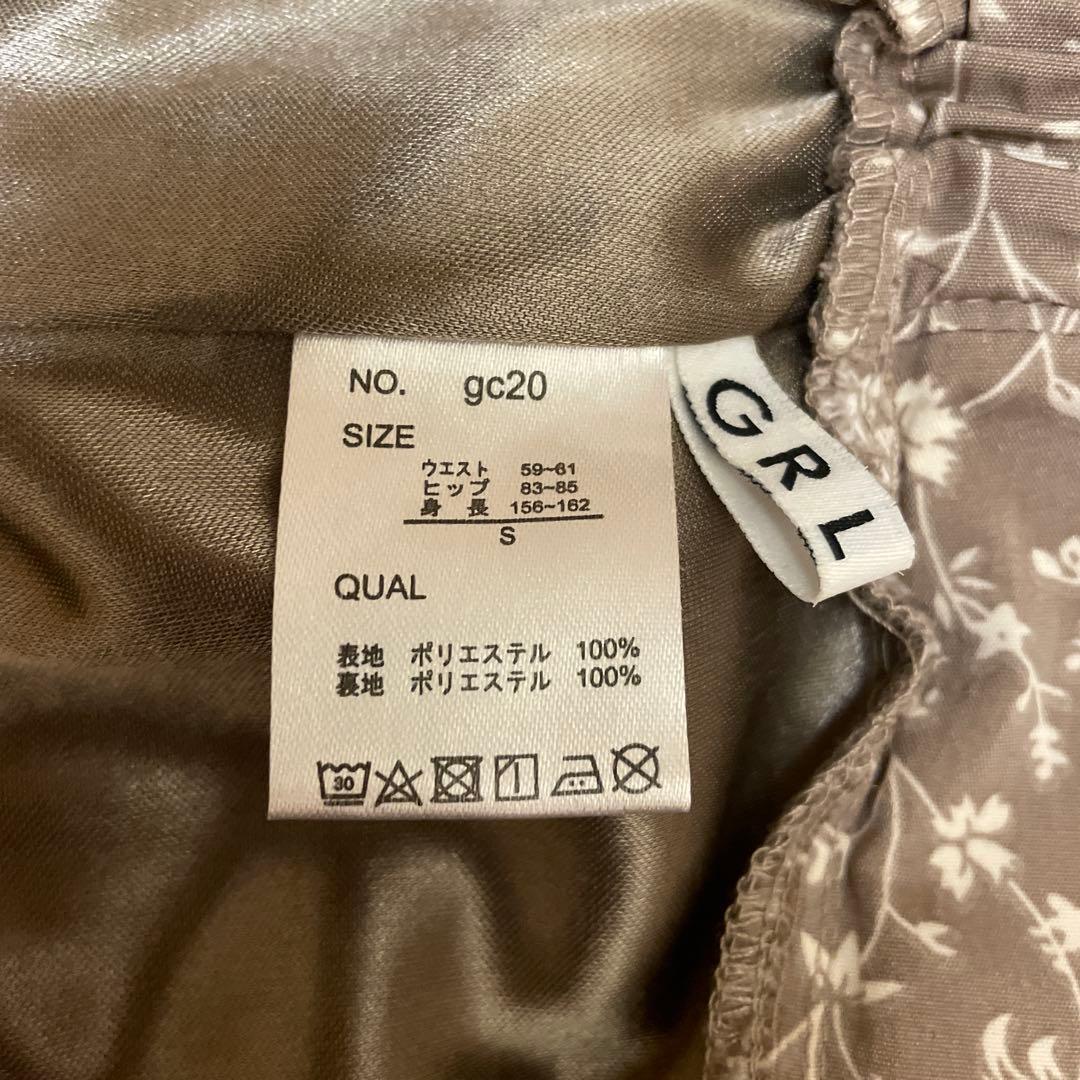 NO. gc20
SIZE
ウエスト 59~61
ヒップ 83~85
身 長 156~162
S
QUAL
表地 ポリエステル 100%
裏地 ポリエステル 100%
30
GRL